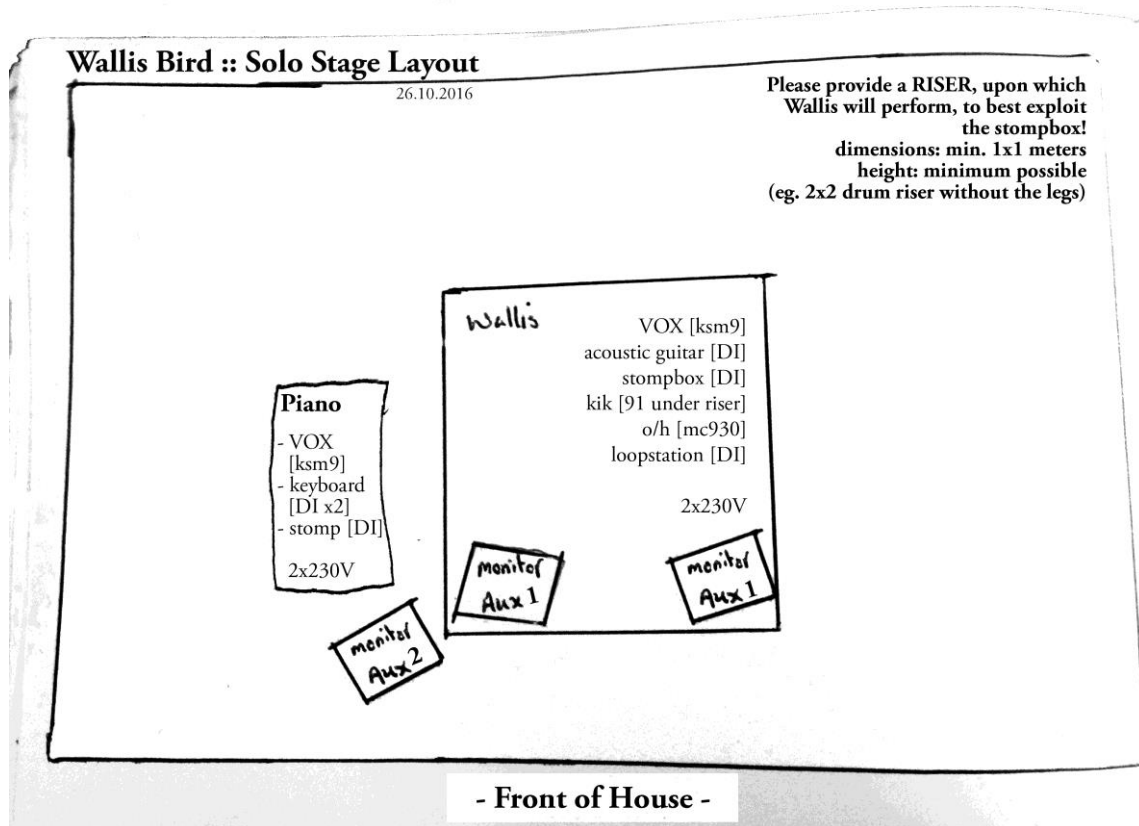 Wallis Bird :: Solo Stage Layout
26.10.2016
Please provide a RISER, upon which
Wallis will perform, to best exploit
the stompbox!
dimensions: min. 1x1 meters
height: minimum possible
(eg. 2x2 drum riser without the legs)
Wallis
VOX [ksm9]
acoustic guitar [DI]
stompbox [DI]
kik [91 under riser]
o/h [mc930]
loopstation [DI]
2x230V
Piano
- VOX
[ksm9]
- keyboard
[DI x2]
- stomp [DI]
2x230V
monitor
Aux 1
monitor
Aux 1
monitor
Aux 2
- Front of House -